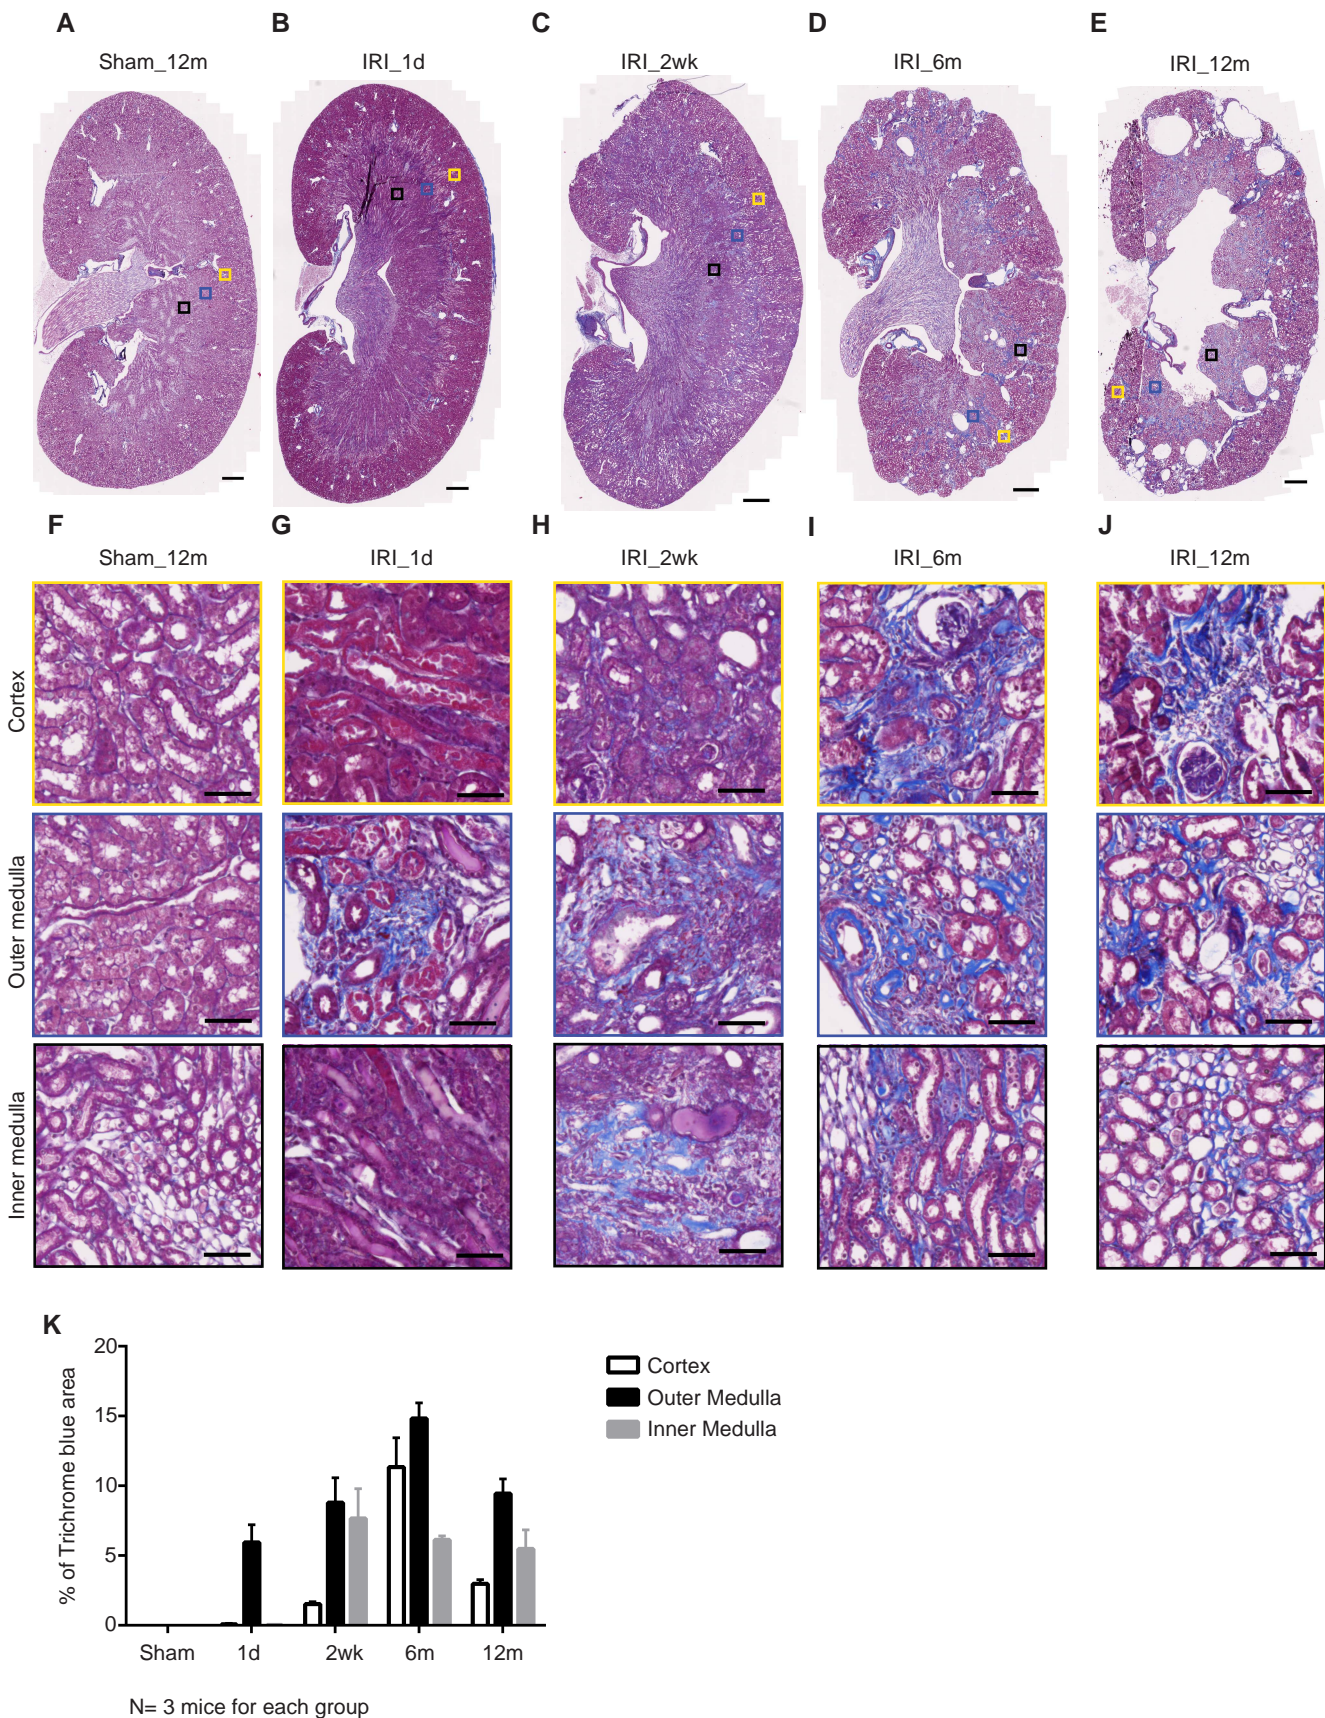 A B C D E
Sham_12m IRI_1d IRI_2wk IRI_6m IRI_12m
F G H I J
Sham_12m IRI_1d IRI_2wk IRI_6m IRI_12m
Cortex
Outer medulla
Inner medulla
K
% of Trichrome blue area
20
15
10
5
0
Sham 1d 2wk 6m 12m
Cortex
Outer Medulla
Inner Medulla
N= 3 mice for each group